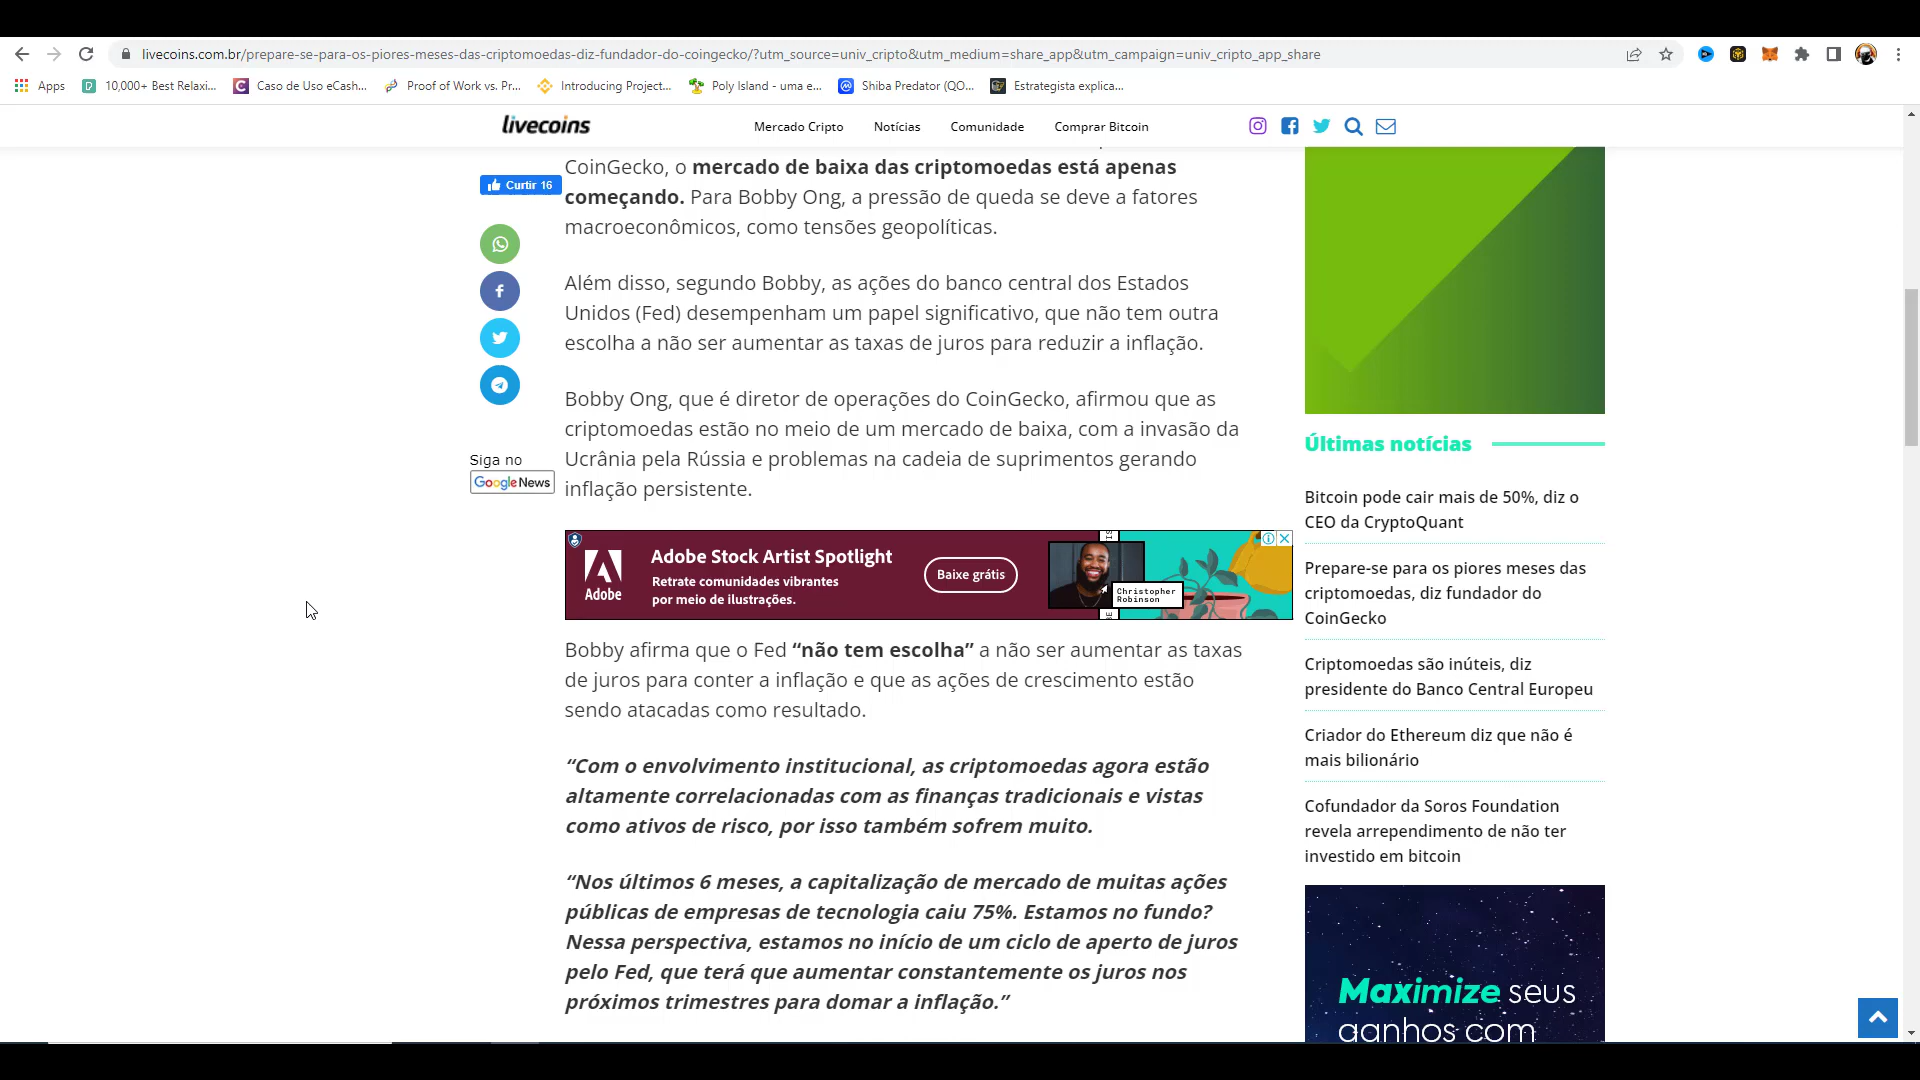 livecoins.com.br/prepare-se-para-os-piores-meses-das-criptomoedas-diz-fundador-do-coingecko/?utm_source=univ_cripto&utm_medium=share_app&utm_campaign=univ_cripto_app_share
Apps
10,000+ Best Relaxi...
Caso de Uso eCash...
Proof of Work vs. Pr...
Introducing Project...
Poly Island - uma e...
Shiba Predator (QO...
Estrategista explica...
livecoins
Mercado Cripto
Notícias
Comunidade
Comprar Bitcoin
CoinGecko, o mercado de baixa das criptomoedas está apenas
começando. Para Bobby Ong, a pressão de queda se deve a fatores
macroeconômicos, como tensões geopolíticas.
Curtir 16
Além disso, segundo Bobby, as ações do banco central dos Estados
Unidos (Fed) desempenham um papel significativo, que não tem outra
escolha a não ser aumentar as taxas de juros para reduzir a inflação.
Bobby Ong, que é diretor de operações do CoinGecko, afirmou que as
criptomoedas estão no meio de um mercado de baixa, com a invasão da
Ucrânia pela Rússia e problemas na cadeia de suprimentos gerando
inflação persistente.
Siga no
Google News
Adobe
Adobe Stock Artist Spotlight
Retrate comunidades vibrantes
por meio de ilustrações.
Baixe grátis
Christopher
Robinson
Bobby afirma que o Fed “não tem escolha” a não ser aumentar as taxas
de juros para conter a inflação e que as ações de crescimento estão
sendo atacadas como resultado.
“Com o envolvimento institucional, as criptomoedas agora estão
altamente correlacionadas com as finanças tradicionais e vistas
como ativos de risco, por isso também sofrem muito.
“Nos últimos 6 meses, a capitalização de mercado de muitas ações
públicas de empresas de tecnologia caiu 75%. Estamos no fundo?
Nessa perspectiva, estamos no início de um ciclo de aperto de juros
pelo Fed, que terá que aumentar constantemente os juros nos
próximos trimestres para domar a inflação.”
Últimas notícias
Bitcoin pode cair mais de 50%, diz o
CEO da CryptoQuant
Prepare-se para os piores meses das
criptomoedas, diz fundador do
CoinGecko
Criptomoedas são inúteis, diz
presidente do Banco Central Europeu
Criador do Ethereum diz que não é
mais bilionário
Cofundador da Soros Foundation
revela arrependimento de não ter
investido em bitcoin
Maximize seus
ganhos com